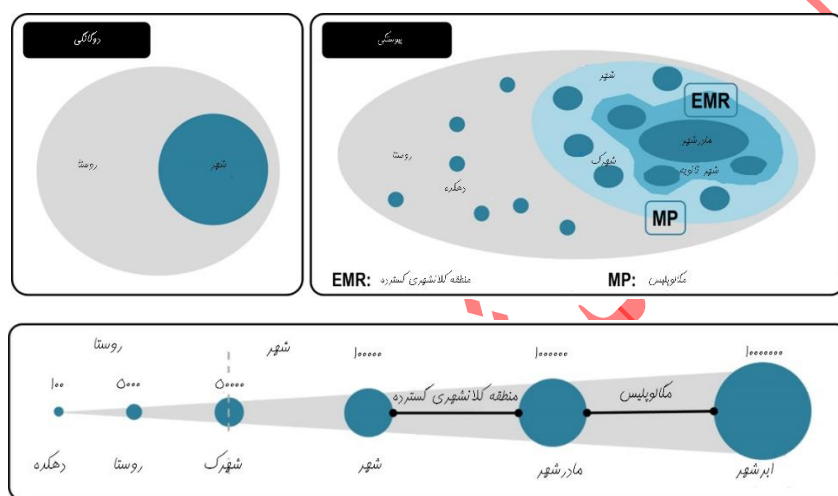 دوگانگی
پیوستگی
روستا
شهر
شهر
EMR
مادرشهر
روستا
شهرک
شهر ثانویه
دهکده
MP
EMR: منطقه کلانشهری گسترده
MP: مگالوپلیس
روستا
شهر
۱۰۰
۵۰۰۰
۵۰۰۰۰
۱۰۰۰۰۰
۱۰۰۰۰۰۰
۱۰۰۰۰۰۰۰
منطقه کلانشهری گسترده
مگالوپلیس
دهکده
روستا
شهرک
شهر
مادرشهر
ابرشهر